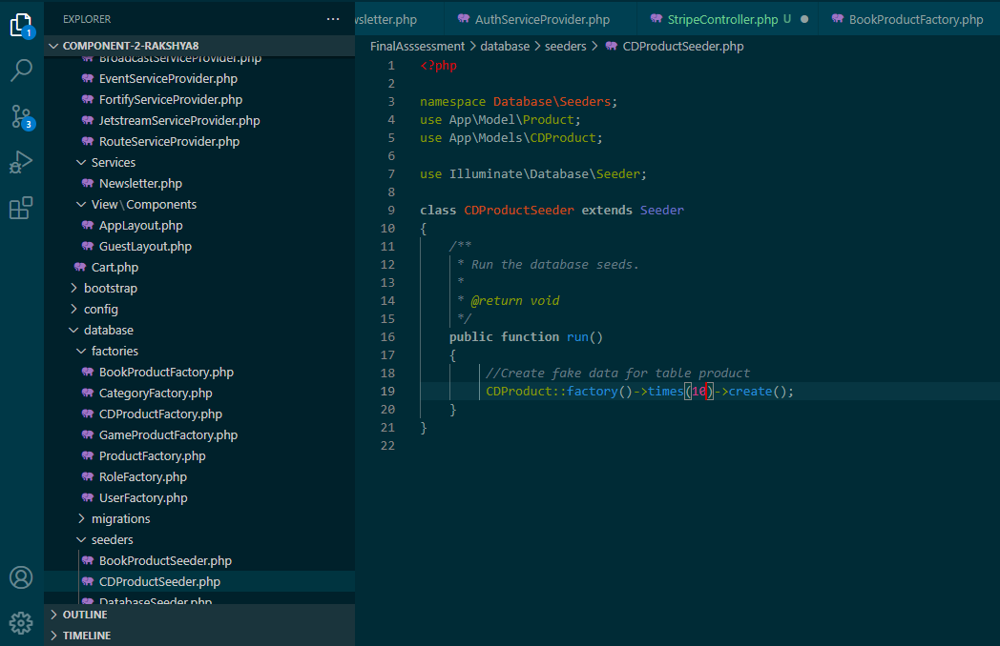 EXPLORER
COMPONENT-2-RAKSHYA8
BroadcastServiceProvider.php
EventServiceProvider.php
FortifyServiceProvider.php
JetstreamServiceProvider.php
RouteServiceProvider.php
Services
Newsletter.php
View\Components
AppLayout.php
GuestLayout.php
Cart.php
bootstrap
config
database
factories
BookProductFactory.php
CategoryFactory.php
CDProductFactory.php
GameProductFactory.php
ProductFactory.php
RoleFactory.php
UserFactory.php
migrations
seeders
BookProductSeeder.php
CDProductSeeder.php
DatabaseSeeder.php
OUTLINE
TIMELINE
1
3
wsletter.php AuthServiceProvider.php StripeController.php U BookProductFactory.php
FinalAsssessment > database > seeders > CDProductSeeder.php
1 <?php
2
3 namespace Database\Seeders;
4 use App\Model\Product;
5 use App\Models\CDProduct;
6
7 use Illuminate\Database\Seeder;
8
9 class CDProductSeeder extends Seeder
10 {
11 /**
12 * Run the database seeds.
13 *
14 * @return void
15 */
16 public function run()
17 {
18 //Create fake data for table product
19 CDProduct::factory()->times(10)->create();
20 }
21 }
22